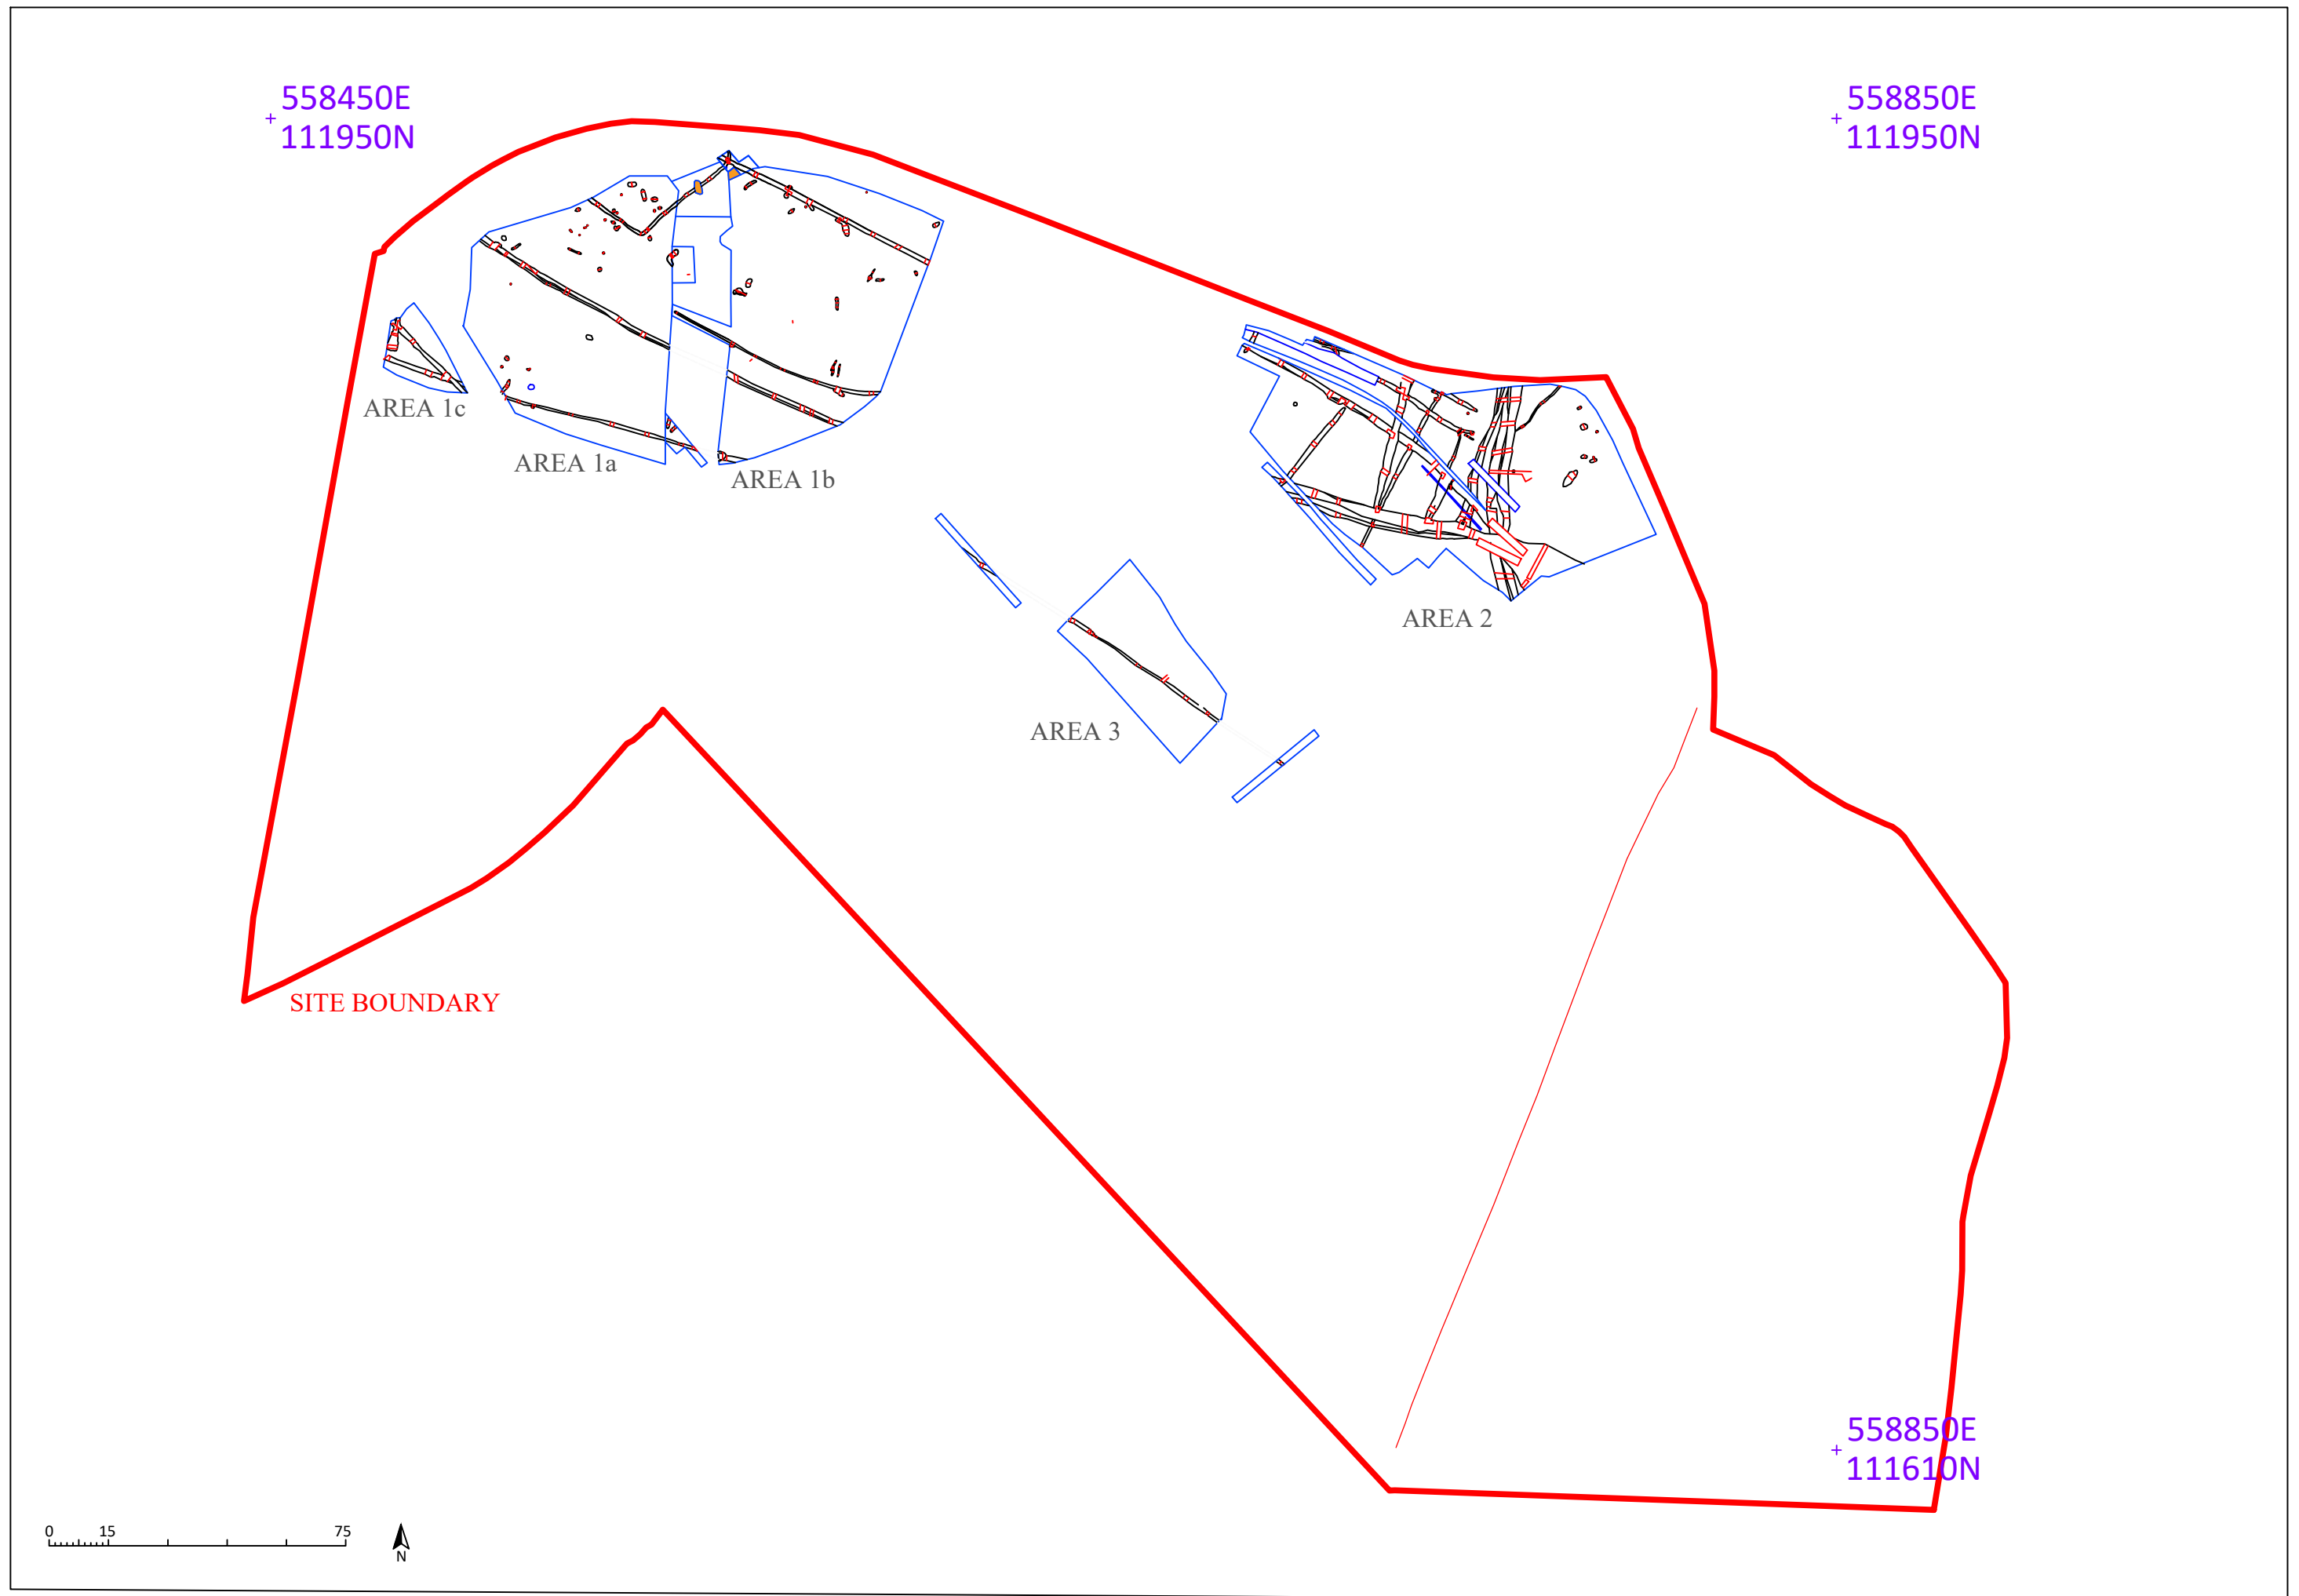 558450E
111950N
558850E
111950N
AREA 1c
AREA 1a
AREA 1b
AREA 2
AREA 3
SITE BOUNDARY
558850E
111610N
0 15 75
N